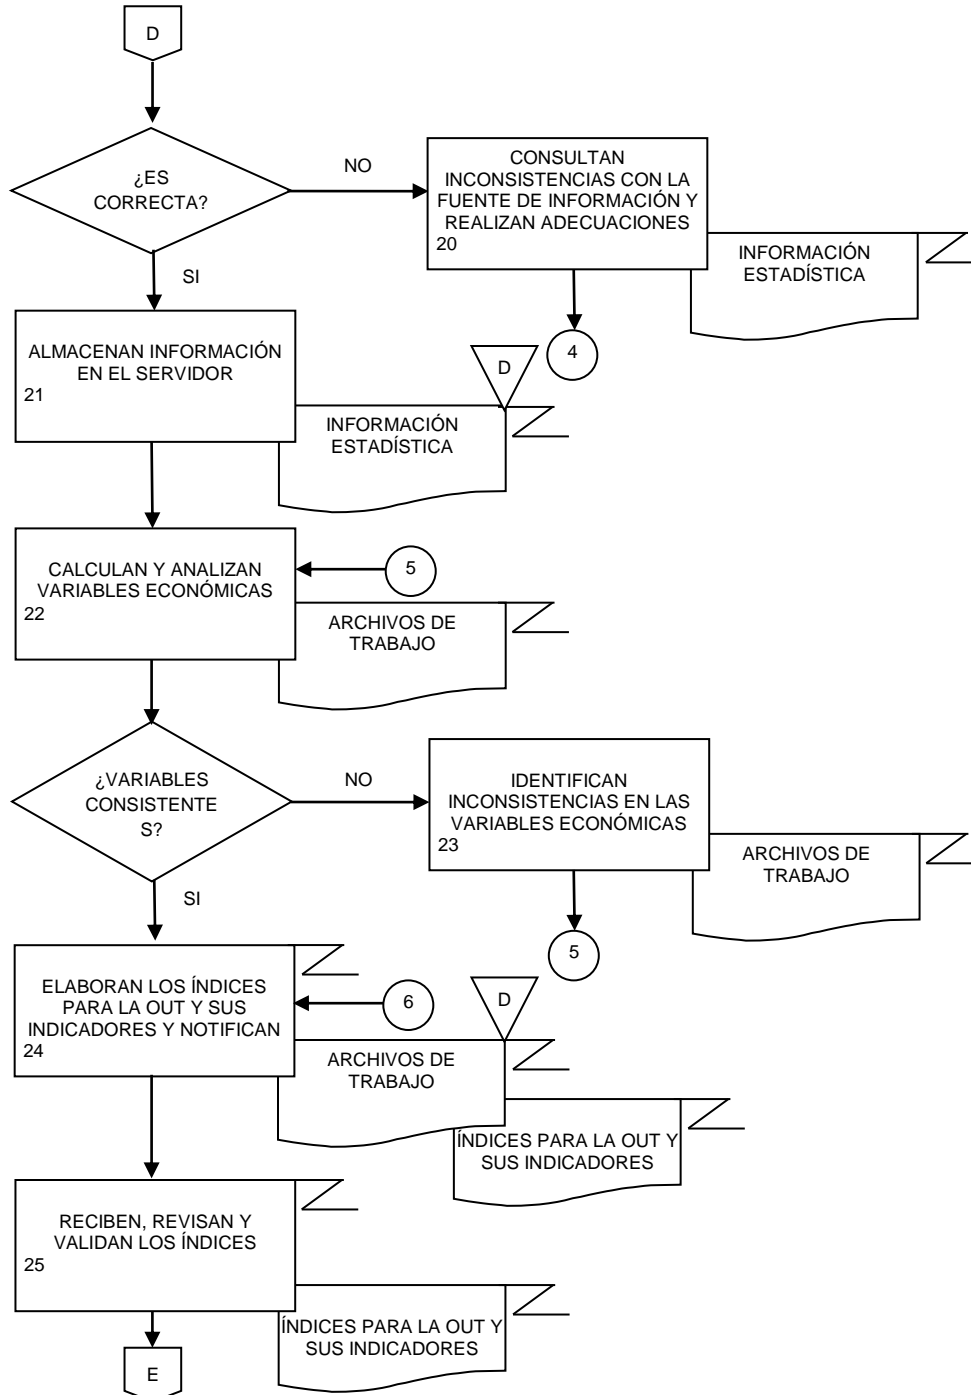 D
¿ES
CORRECTA?
NO
CONSULTAN
INCONSISTENCIAS CON LA
FUENTE DE INFORMACIÓN Y
REALIZAN ADECUACIONES
20
INFORMACIÓN
ESTADÍSTICA
SI
4
ALMACENAN INFORMACIÓN
EN EL SERVIDOR
21
D
INFORMACIÓN
ESTADÍSTICA
CALCULAN Y ANALIZAN
VARIABLES ECONÓMICAS
22
5
ARCHIVOS DE
TRABAJO
¿VARIABLES
CONSISTENTE
S?
NO
IDENTIFICAN
INCONSISTENCIAS EN LAS
VARIABLES ECONÓMICAS
23
ARCHIVOS DE
TRABAJO
SI
5
ELABORAN LOS ÍNDICES
PARA LA OUT Y SUS
INDICADORES Y NOTIFICAN
24
6
D
ARCHIVOS DE
TRABAJO
ÍNDICES PARA LA OUT Y
SUS INDICADORES
RECIBEN, REVISAN Y
VALIDAN LOS ÍNDICES
25
ÍNDICES PARA LA OUT Y
SUS INDICADORES
E